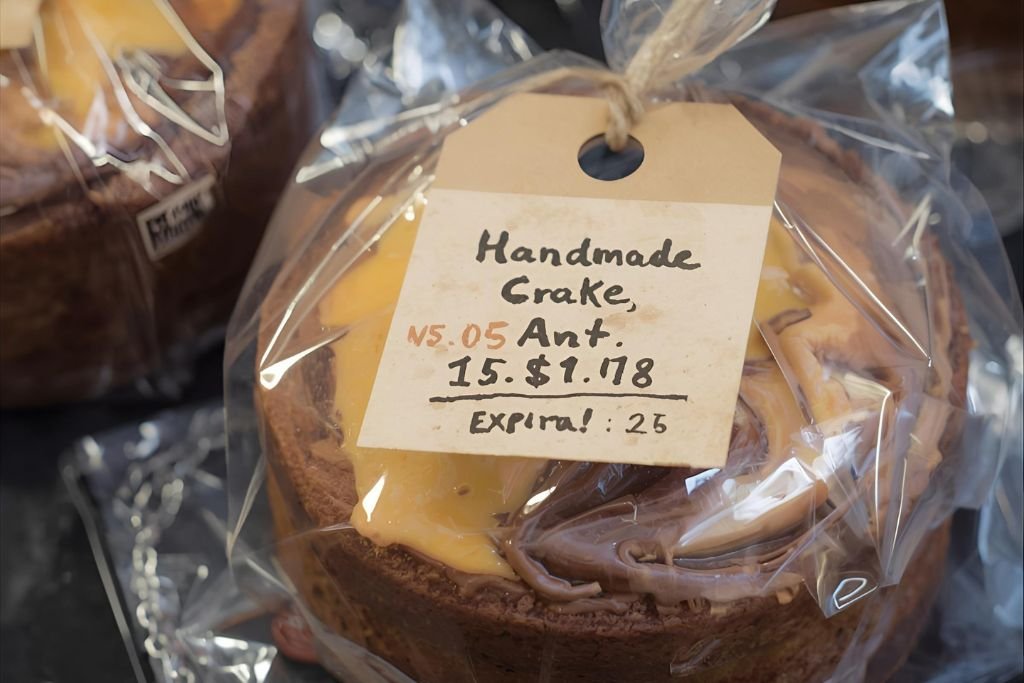 Handmade
Crake,
N5.05 Ant.
15.$1.78
Expira! : 25